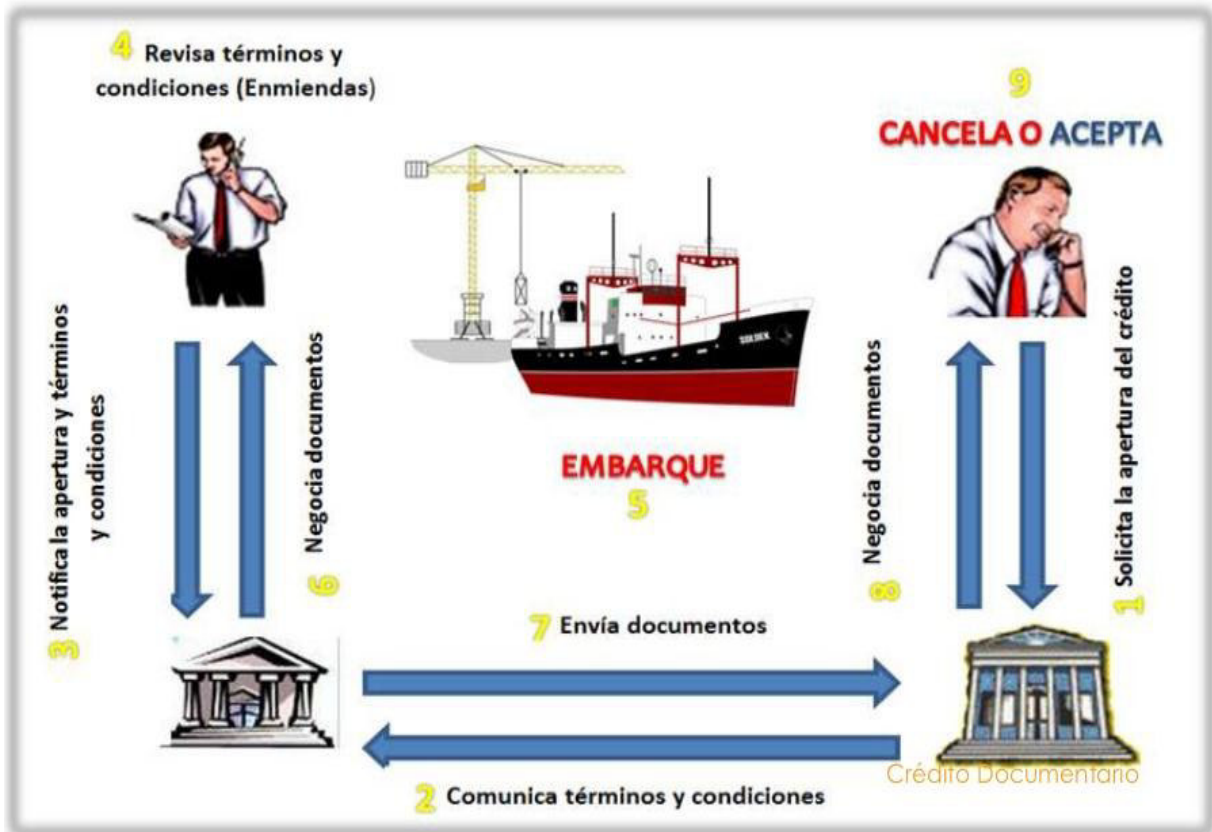 4 Revisa términos y
condiciones (Enmiendas)
9
CANCELA O ACEPTA
3 Notifica la apertura y términos
y condiciones
6 Negocia documentos
EMBARQUE
5
8 Negocia documentos
1 Solicita la apertura del crédito
7 Envía documentos
Crédito Documentario
2 Comunica términos y condiciones